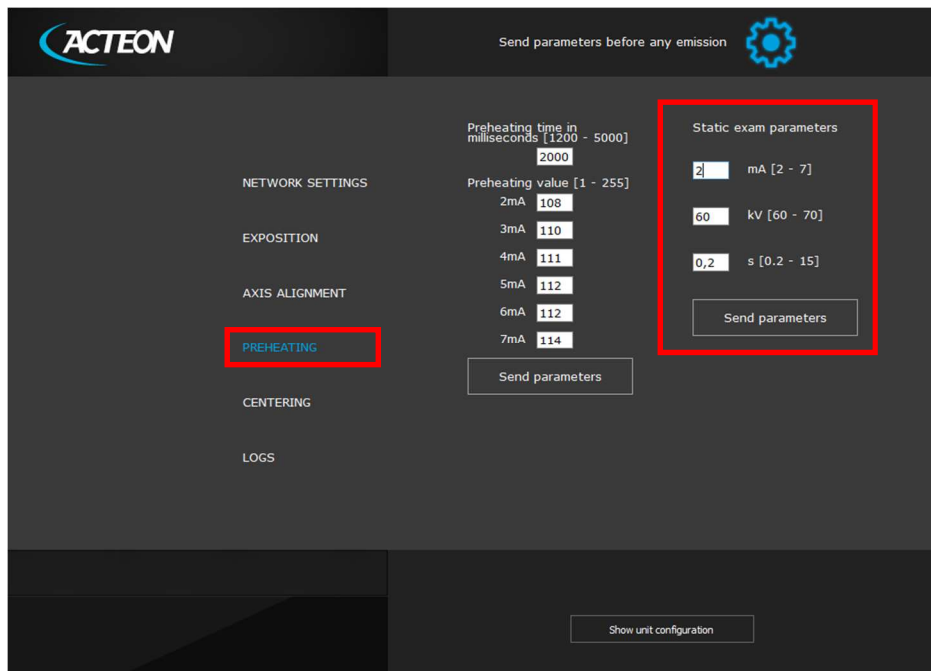 ACTEON
Send parameters before any emission
NETWORK SETTINGS
EXPOSITION
AXIS ALIGNMENT
PREHEATING
CENTERING
LOGS
Preheating time in
milliseconds [1200 - 5000]
2000
Preheating value [1 - 255]
2mA 108
3mA 110
4mA 111
5mA 112
6mA 112
7mA 114
Send parameters
Static exam parameters
2 mA [2 - 7]
60 kV [60 - 70]
0,2 s [0.2 - 15]
Send parameters
Show unit configuration